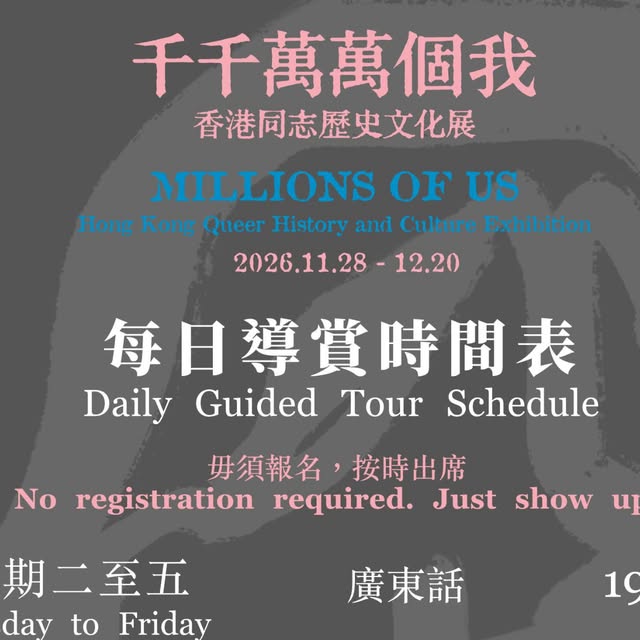 千千萬萬個我
香港同志歷史文化展
MILLIONS OF US
Hong Kong Queer History and Culture Exhibition
2026.11.28 - 12.20
每日導賞時間表
Daily Guided Tour Schedule
毋須報名，按時出席
No registration required. Just show up
期二至五
廣東話
19
day to Friday